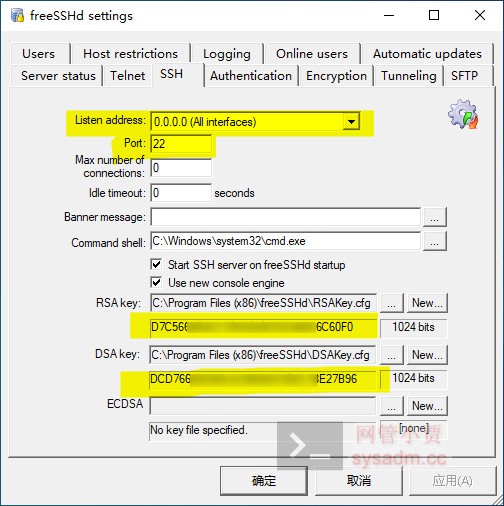 freeSSHd settings
Users Host restrictions Logging Online users Automatic updates
Server status Telnet SSH Authentication Encryption Tunneling SFTP
Listen address: 0.0.0.0 (All interfaces)
Port: 22
Max number of connections: 0
Idle timeout: 0 seconds
Banner message: ...
Command shell: C:\Windows\system32\cmd.exe ...
Start SSH server on freeSSHd startup
Use new console engine
RSA key: C:\Program Files (x86)\freeSSHd\RSAKey.cfg ... New...
D7C566 6C60F0 1024 bits
DSA key: C:\Program Files (x86)\freeSSHd\DSAKey.cfg ... New...
DCD766 3E27B96 1024 bits
ECDSA ... New...
No key file specified. [none]
网管小贾
sysadm.cc
确定 取消 应用(A)